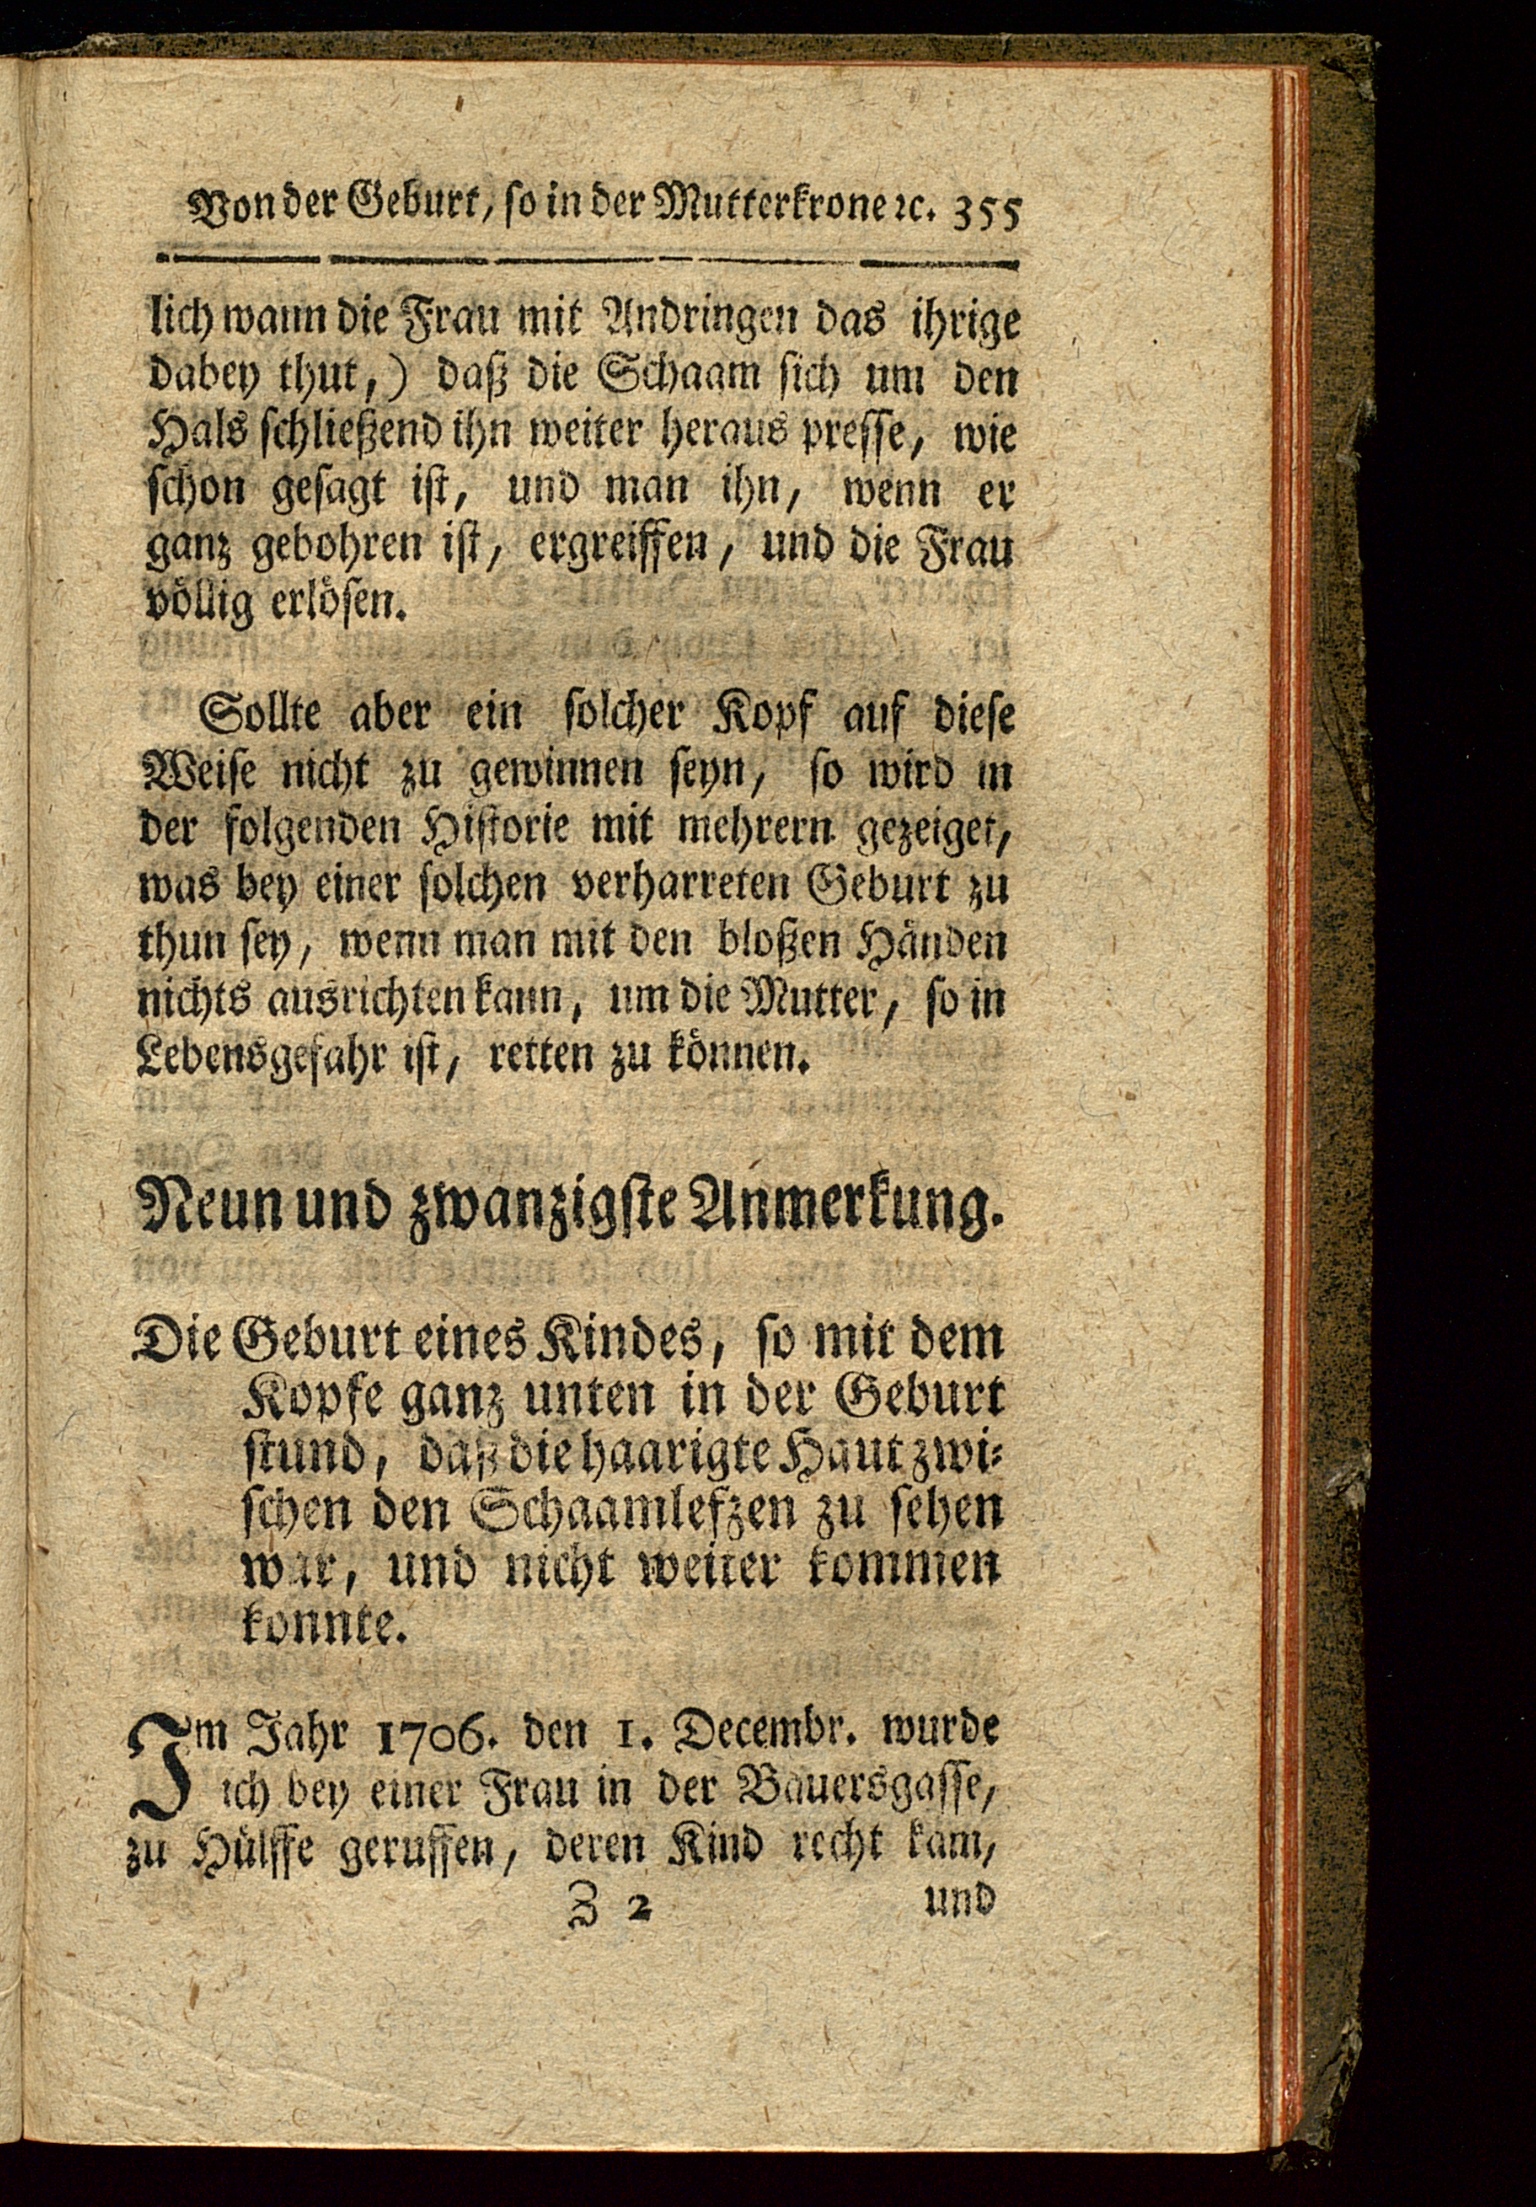 Von der Geburt, so in der Mutterkrone ꝛc. 355
lich wann die Frau mit Andringen das ihrige
dabey thut,) daß die Schaam sich um den
Hals schließend ihn weiter heraus presse, wie
schon gesagt ist, und man ihn, wenn er
ganz gebohren ist, ergreiffen, und die Frau
völlig erlösen.
Sollte aber ein solcher Kopf auf diese
Weise nicht zu gewinnen seyn, so wird in
der folgenden Historie mit mehrern gezeiget,
was bey einer solchen verharreten Geburt zu
thun sey, wenn man mit den bloßen Händen
nichts ausrichten kann, um die Mutter, so in
Lebensgefahr ist, retten zu können.
Neun und zwanzigste Anmerkung.
Die Geburt eines Kindes, so mit dem
Kopfe ganz unten in der Geburt
stund, daß die haarigte Haut zwi-
schen den Schaamlefzen zu sehen
war, und nicht weiter kommen
konnte.
Im Jahr 1706. den 1. Decembr. wurde
ich bey einer Frau in der Bauersgasse,
zu Hülffe geruffen, deren Kind recht kam,
Z 2 und